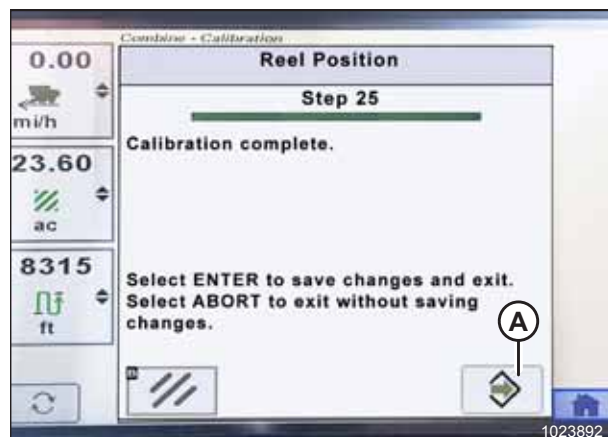 Combine - Calibration
0.00
mi/h
23.60
ac
8315
ft
Reel Position
Step 25
Calibration complete.
Select ENTER to save changes and exit.
Select ABORT to exit without saving
changes.
A
1023892